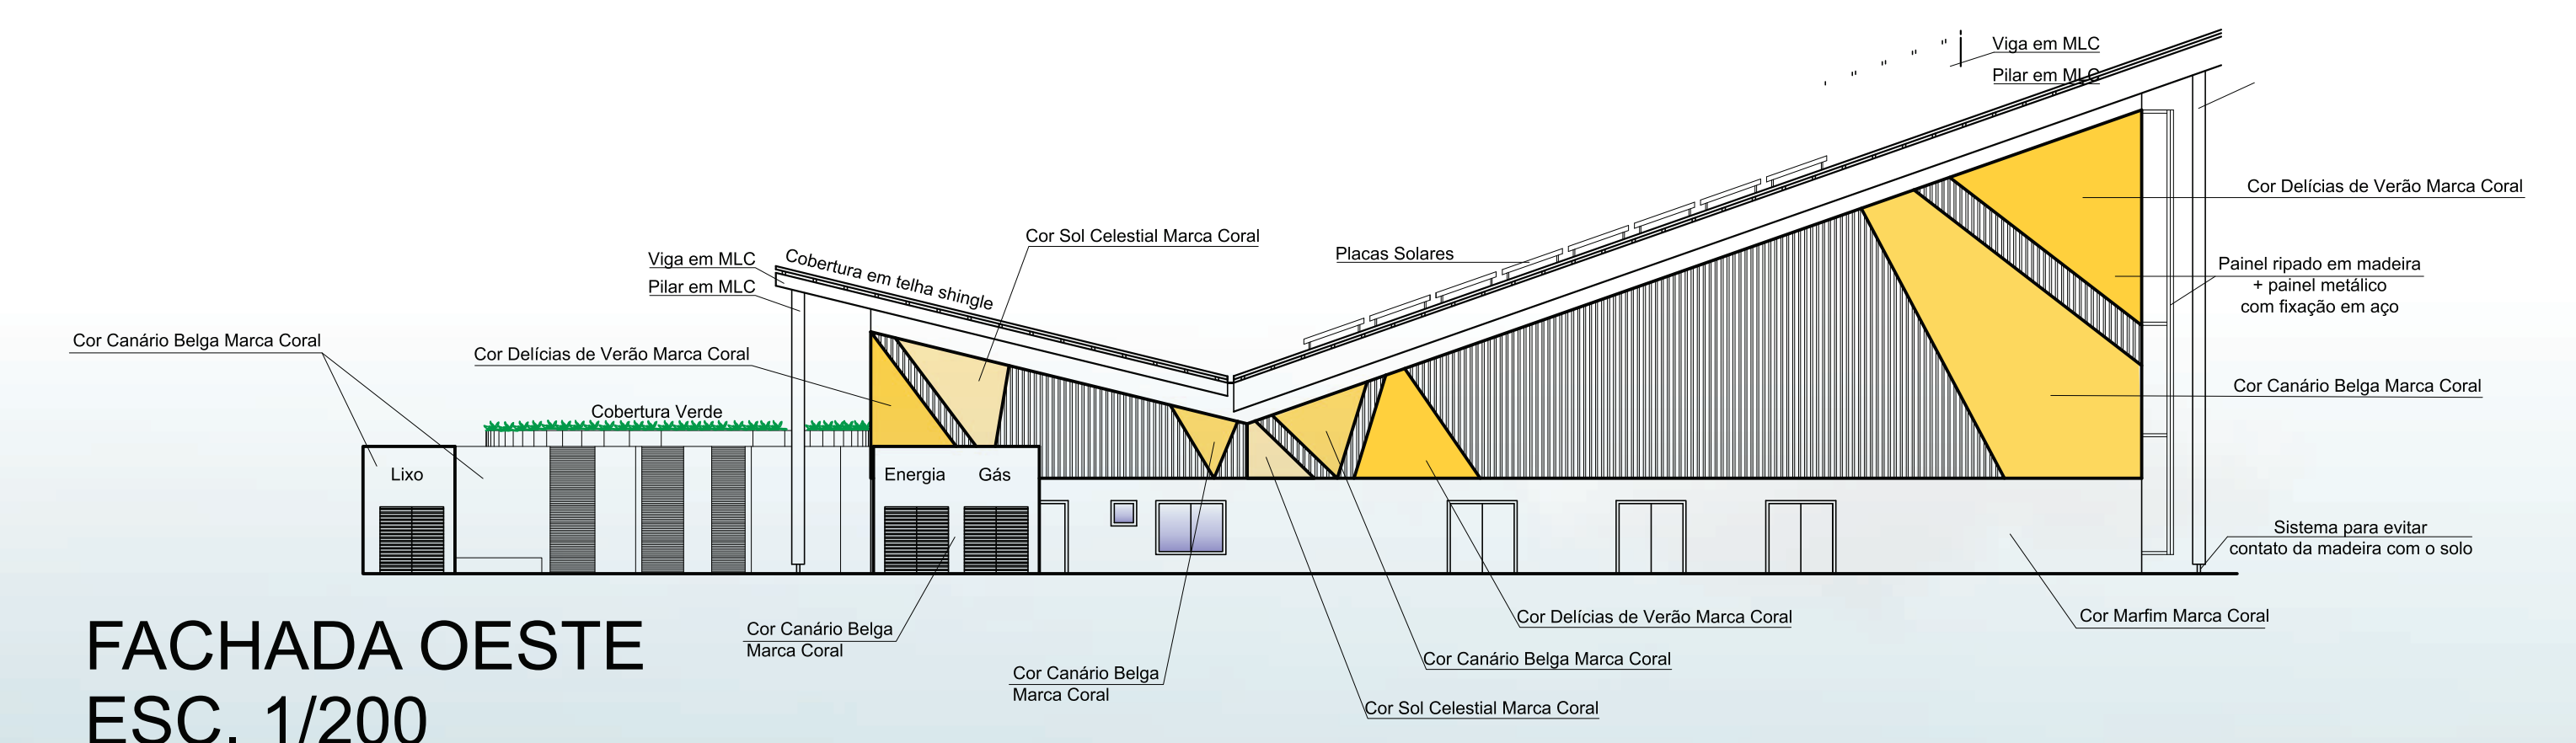 Viga em MLC
Pilar em MLC
Cor Delícias de Verão Marca Coral
Cor Sol Celestial Marca Coral
Placas Solares
Viga em MLC
Pilar em MLC
Cobertura em telha shingle
Painel ripado em madeira
+ painel metálico
com fixação em aço
Cor Canário Belga Marca Coral
Cor Delícias de Verão Marca Coral
Cor Canário Belga Marca Coral
Cobertura Verde
Lixo
Energia
Gás
Sistema para evitar
contato da madeira com o solo
Cor Canário Belga
Marca Coral
Cor Delícias de Verão Marca Coral
Cor Marfim Marca Coral
Cor Canário Belga
Marca Coral
Cor Canário Belga Marca Coral
Cor Sol Celestial Marca Coral
FACHADA OESTE
ESC. 1/200